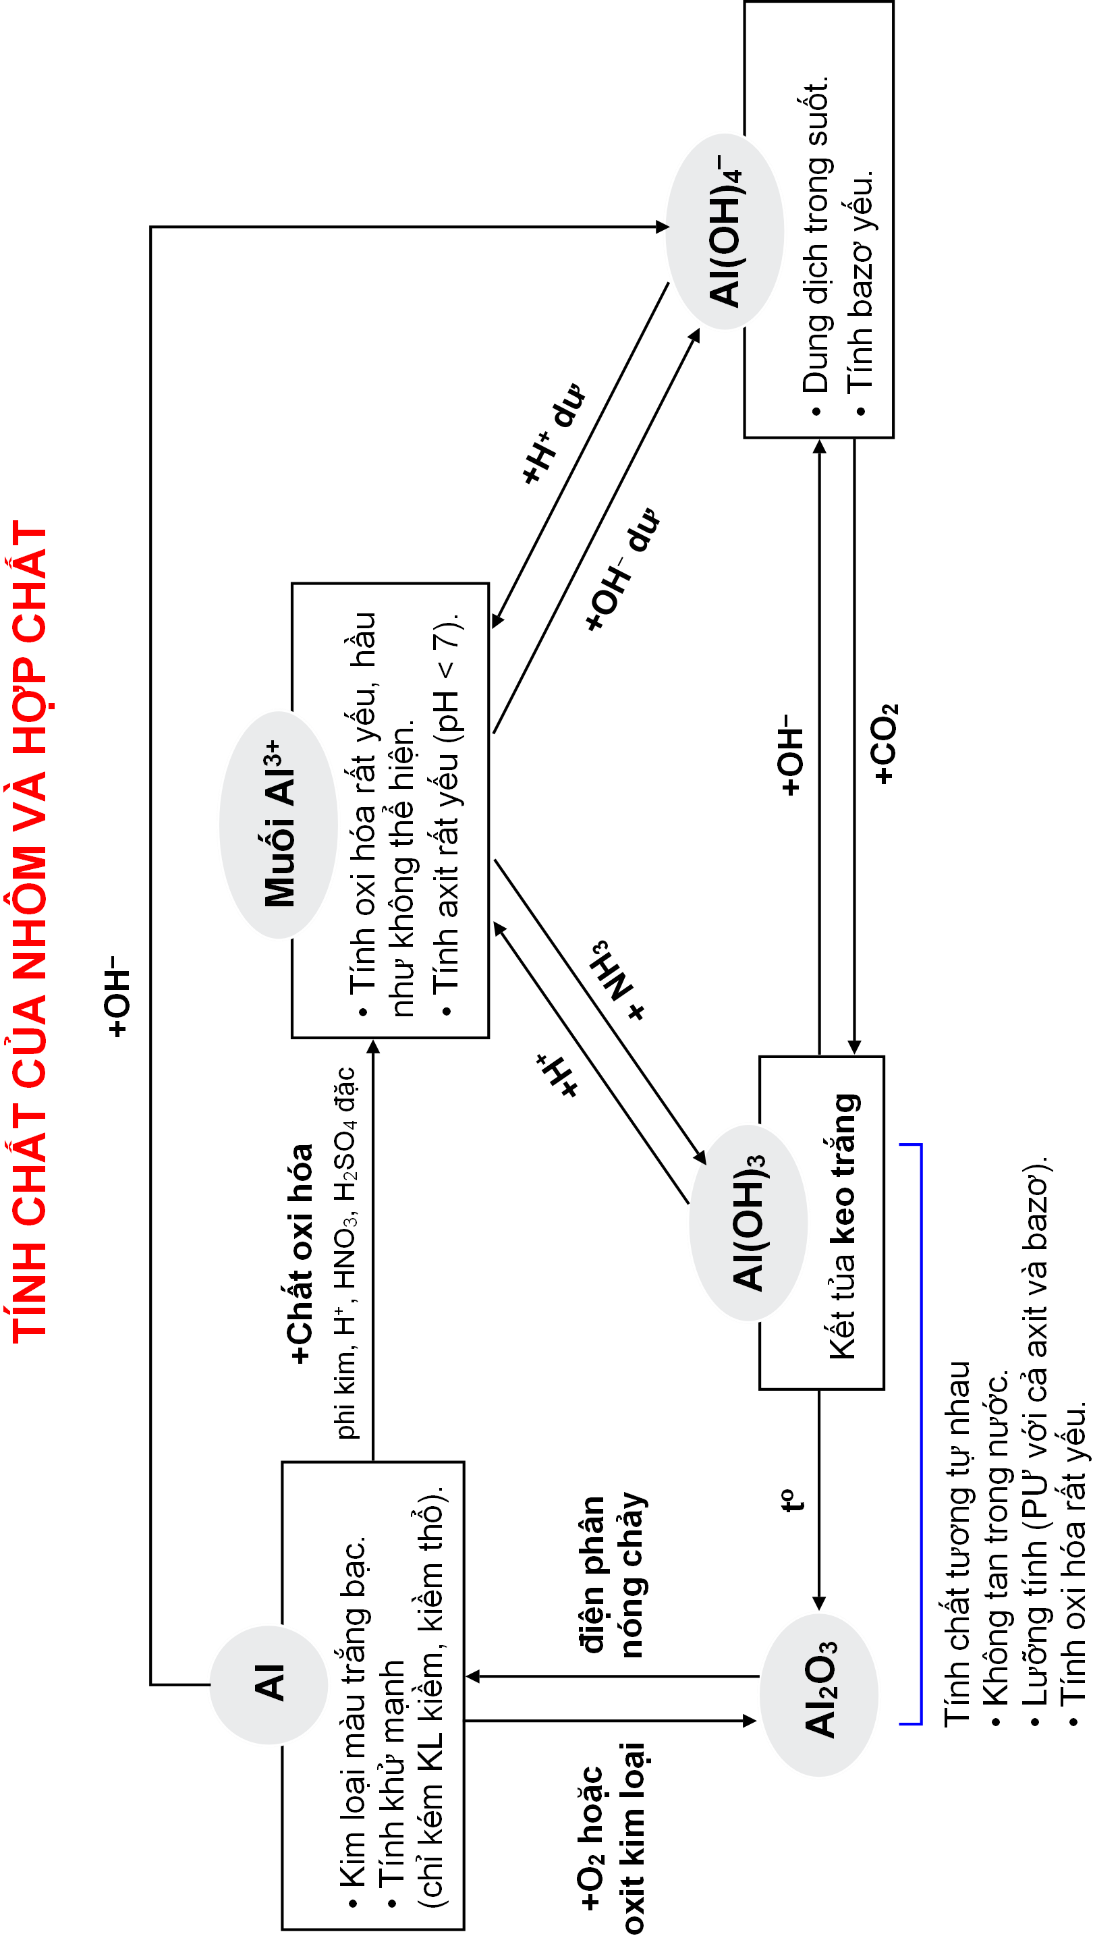 TÍNH CHẤT CỦA NHÔM VÀ HỢP CHẤT
+OH⁻
Al
• Kim loại màu trắng bạc.
• Tính khử mạnh
(chỉ kém KL kiềm, kiềm thổ).
+Chất oxi hóa
phi kim, H⁺, HNO₃, H₂SO₄ đặc
Muối Al³⁺
• Tính oxi hóa rất yếu, hầu
như không thể hiện.
• Tính axit rất yếu (pH < 7).
+H⁺ dư
+OH⁻ dư
+H⁺
+ NH₃
+O₂ hoặc
oxit kim loại
điện phân
nóng chảy
Al₂O₃
t⁰
Al(OH)₃
Kết tủa keo trắng
+OH⁻
+CO₂
Al(OH)₄⁻
• Dung dịch trong suốt.
• Tính bazơ yếu.
Tính chất tương tự nhau
• Không tan trong nước.
• Lưỡng tính (PƯ với cả axit và bazơ).
• Tính oxi hóa rất yếu.